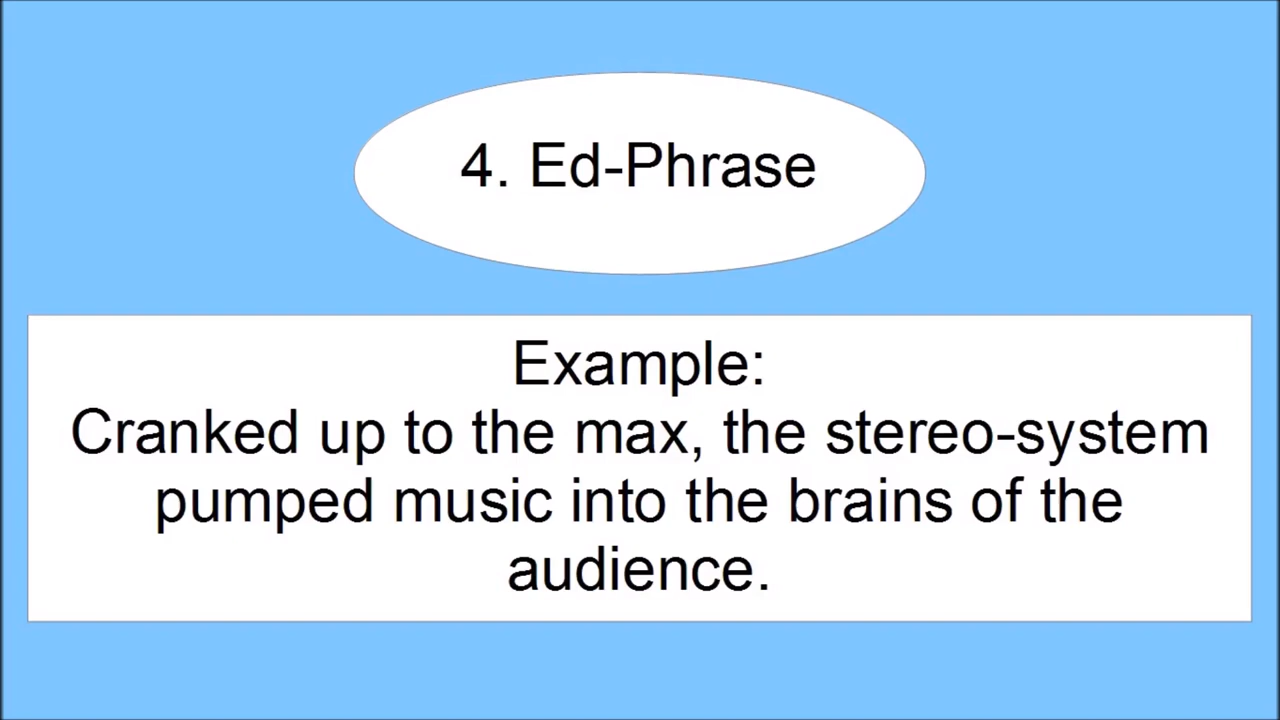 4. Ed-Phrase
Example:
Cranked up to the max, the stereo-system
pumped music into the brains of the
audience.